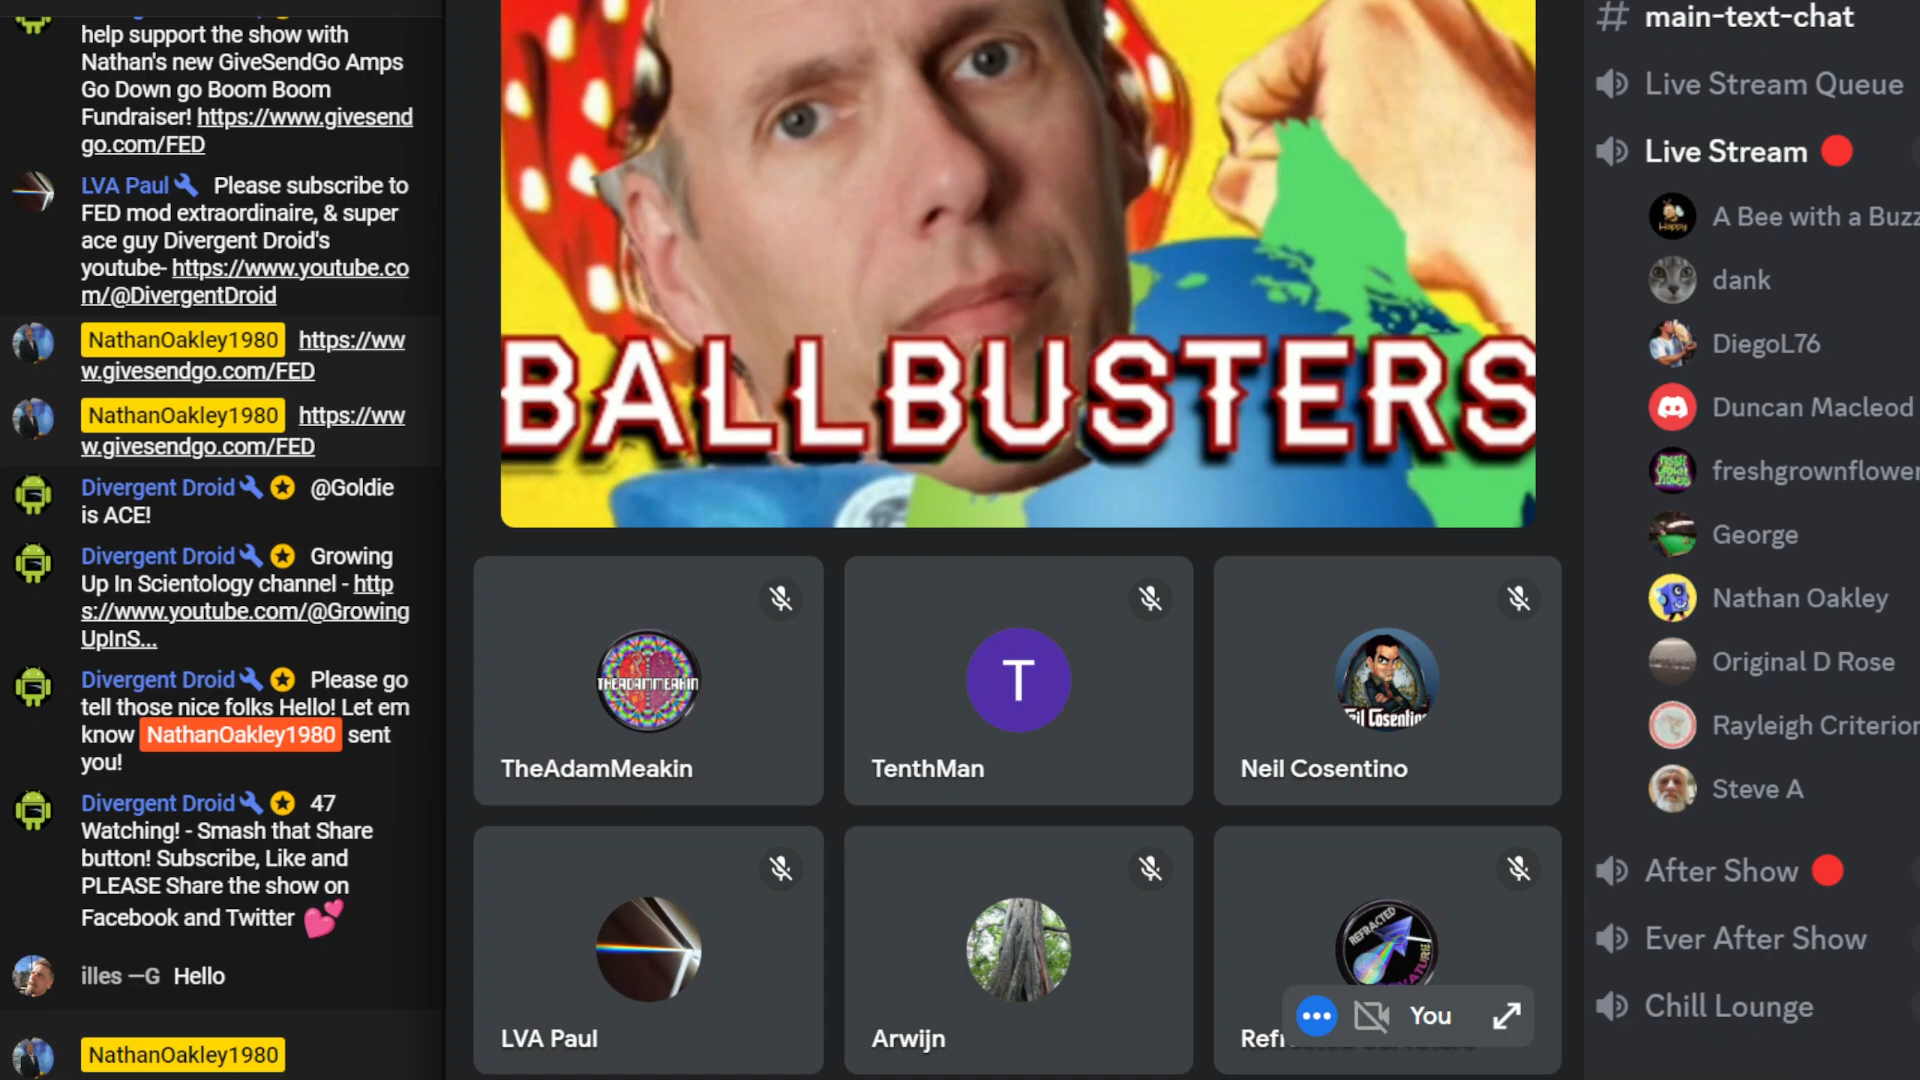 help support the show with
Nathan's new GiveSendGo Amps
Go Down go Boom Boom
Fundraiser! https://www.givesend
go.com/FED
LVA Paul Please subscribe to
FED mod extraordinaire, & super
ace guy Divergent Droid's
youtube- https://www.youtube.co
m/@DivergentDroid
NathanOakley1980 https://ww
w.givesendgo.com/FED
NathanOakley1980 https://ww
w.givesendgo.com/FED
Divergent Droid @Goldie
is ACE!
Divergent Droid Growing
Up In Scientology channel - http
s://www.youtube.com/@Growing
UpInS...
Divergent Droid Please go
tell those nice folks Hello! Let em
know NathanOakley1980 sent
you!
Divergent Droid 47
Watching! - Smash that Share
button! Subscribe, Like and
PLEASE Share the show on
Facebook and Twitter
illes —G Hello
NathanOakley1980
BALLBUSTERS
THEADAMMEAKIN
TheAdamMeakin
T
TenthMan
Neil Cosentino
LVA Paul
Arwijn
REFRACTED
You
# main-text-chat
Live Stream Queue
Live Stream
Happy
A Bee with a Buzz
dank
DiegoL76
Duncan Macleod
freshgrownflower
George
Nathan Oakley
Original D Rose
Rayleigh Criterion
Steve A
After Show
Ever After Show
Chill Lounge